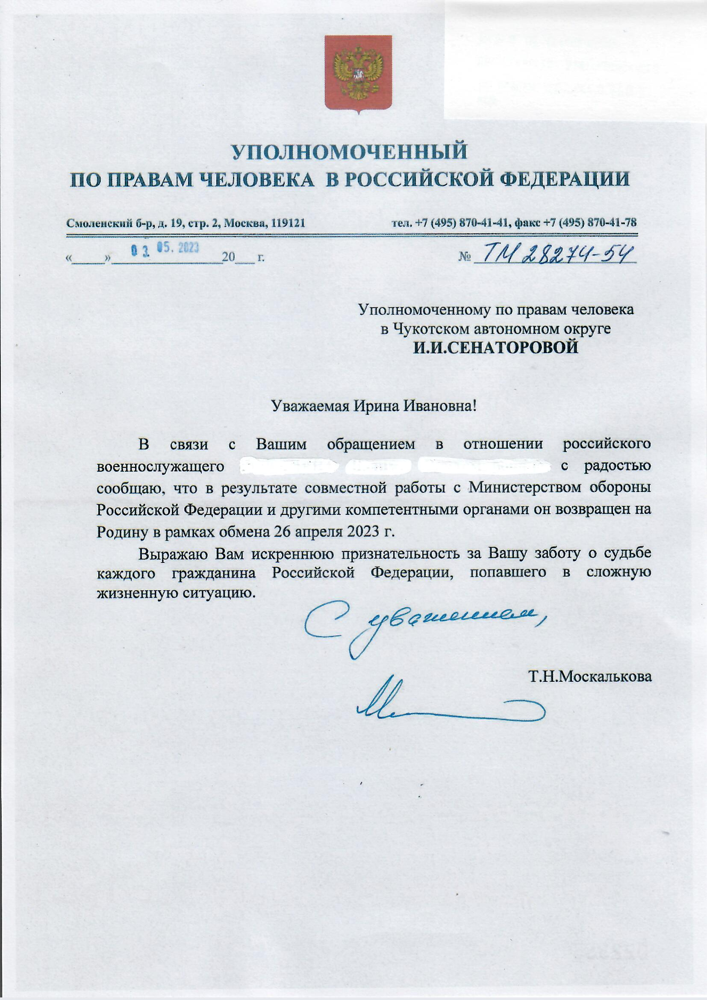 УПОЛНОМОЧЕННЫЙ
ПО ПРАВАМ ЧЕЛОВЕКА В РОССИЙСКОЙ ФЕДЕРАЦИИ
Смоленский б-р, д. 19, стр. 2, Москва, 119121 тел. +7 (495) 870-41-41, факс +7 (495) 870-41-78
«_____»_________________20___ г. 03. 05. 2023 № ТМ 28274-54
Уполномоченному по правам человека
в Чукотском автономном округе
И.И.СЕНАТОРОВОЙ
Уважаемая Ирина Ивановна!
В связи с Вашим обращением в отношении российского
военнослужащего с радостью
сообщаю, что в результате совместной работы с Министерством обороны
Российской Федерации и другими компетентными органами он возвращен на
Родину в рамках обмена 26 апреля 2023 г.
Выражаю Вам искреннюю признательность за Вашу заботу о судьбе
каждого гражданина Российской Федерации, попавшего в сложную
жизненную ситуацию.
С уважением,
Т.Н.Москалькова